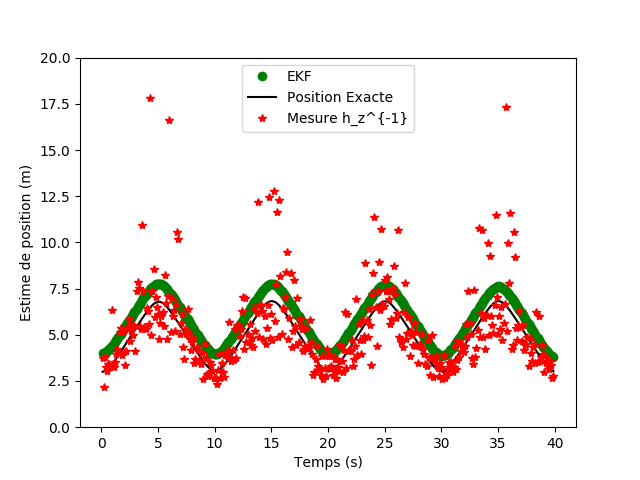 20.0
17.5
15.0
12.5
10.0
7.5
5.0
2.5
0.0
Estime de position (m)
EKF
Position Exacte
Mesure h_z^{-1}
0 5 10 15 20 25 30 35 40
Temps (s)